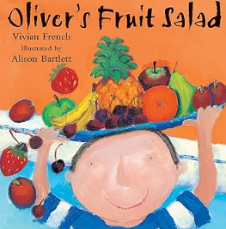 Oliver's Fruit Salad
Vivian French
Illustrated by
Alison Bartlett